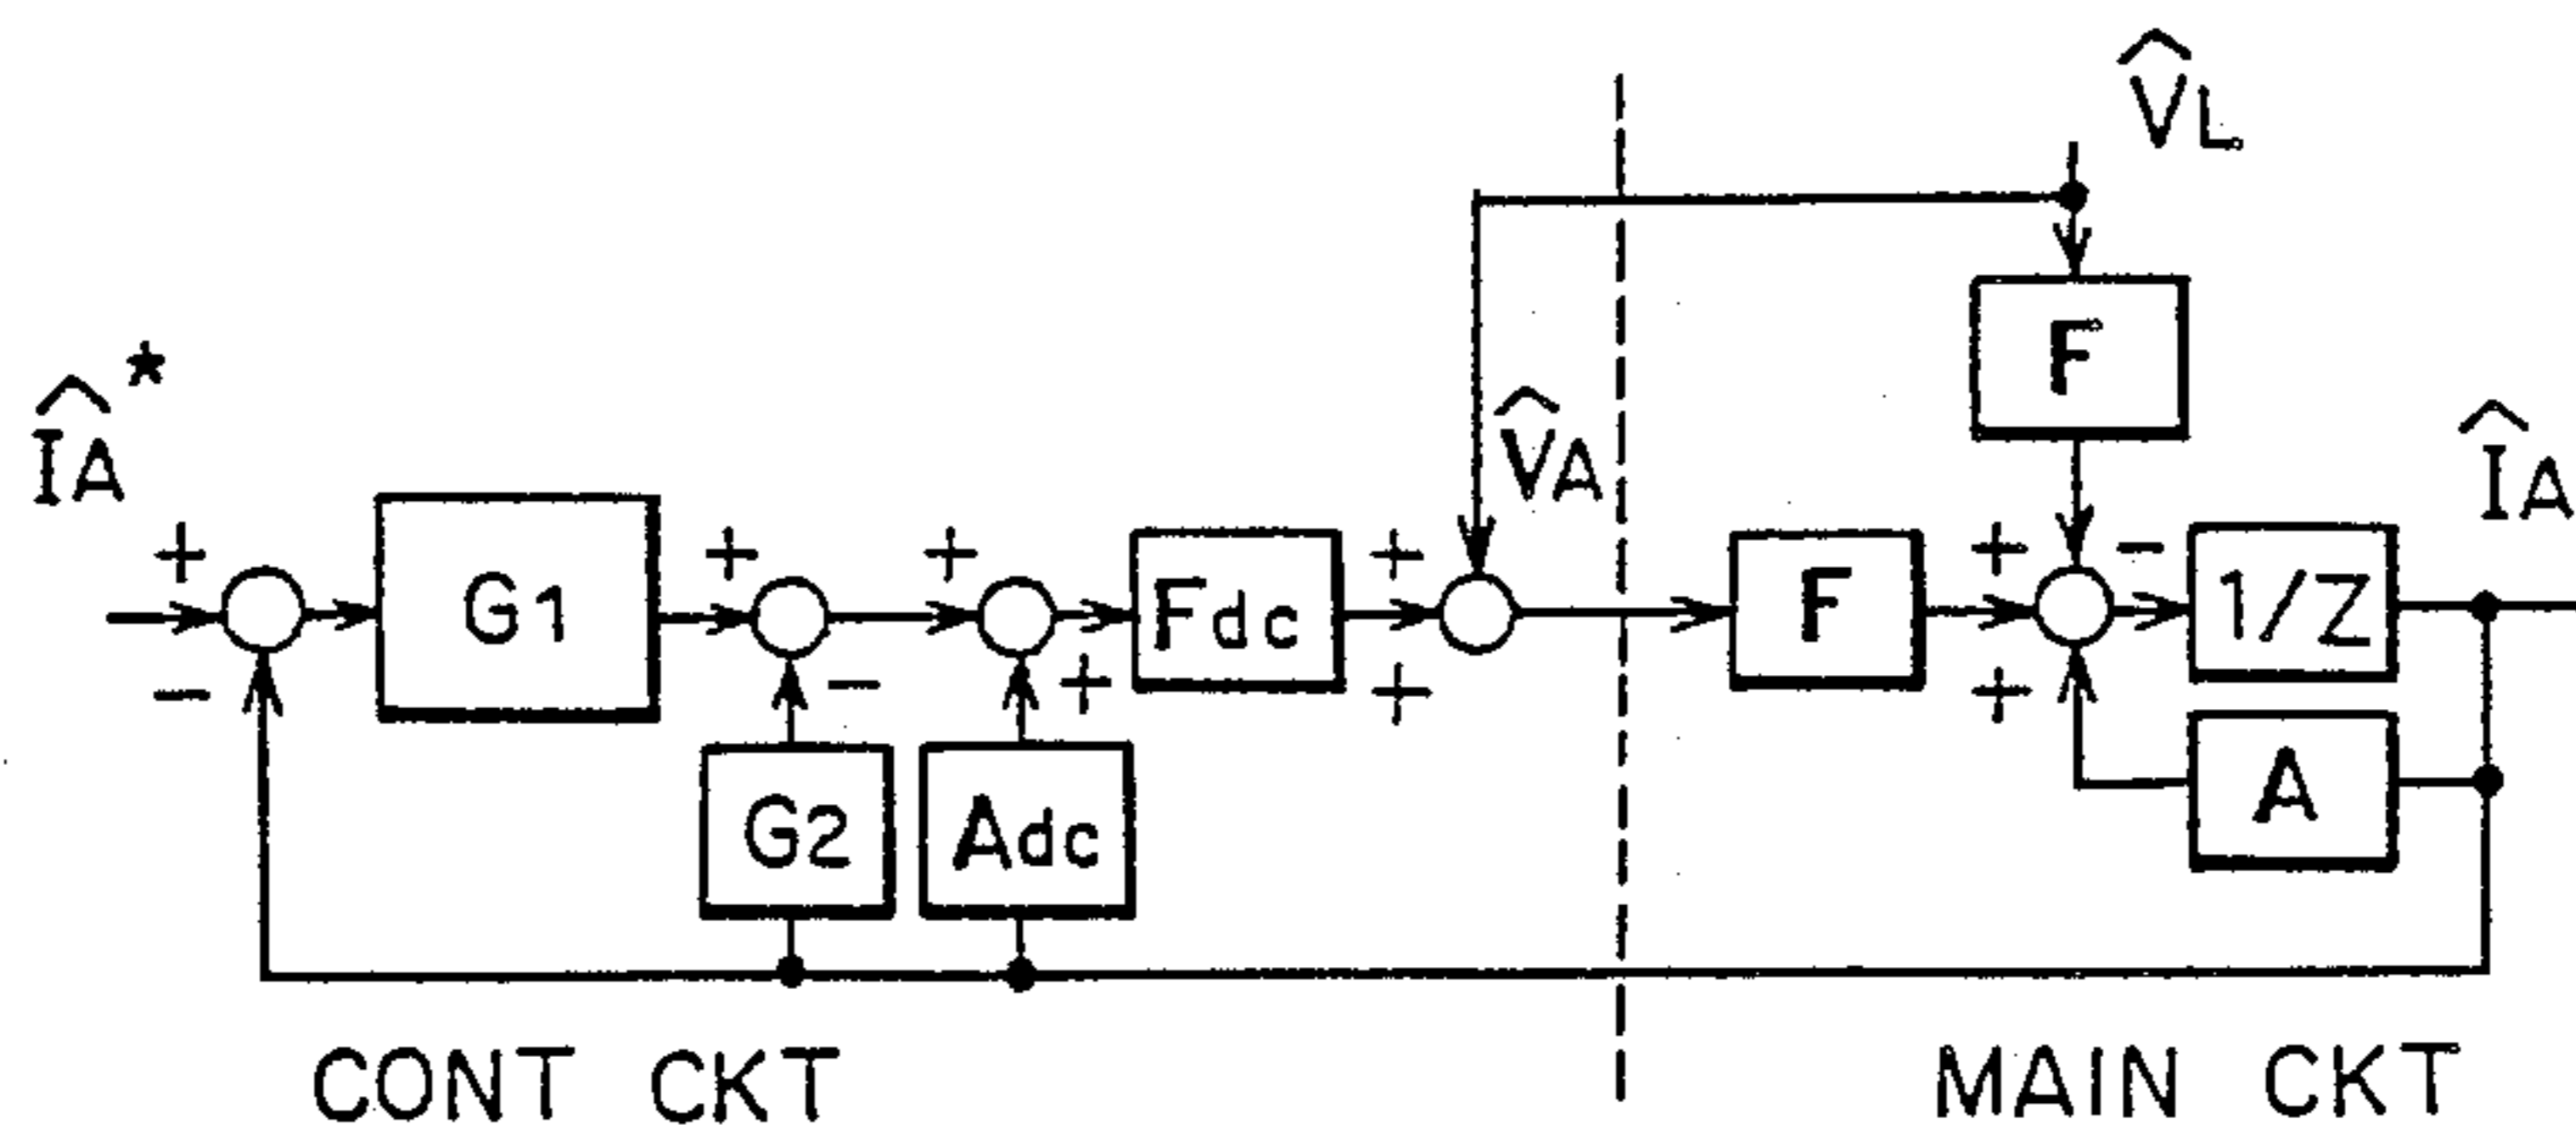 V̂L
ÎA*
V̂A
F
ÎA
+ + + + + −
G1 Fdc F 1/Z
− − + + +
G2 Adc A
CONT CKT MAIN CKT